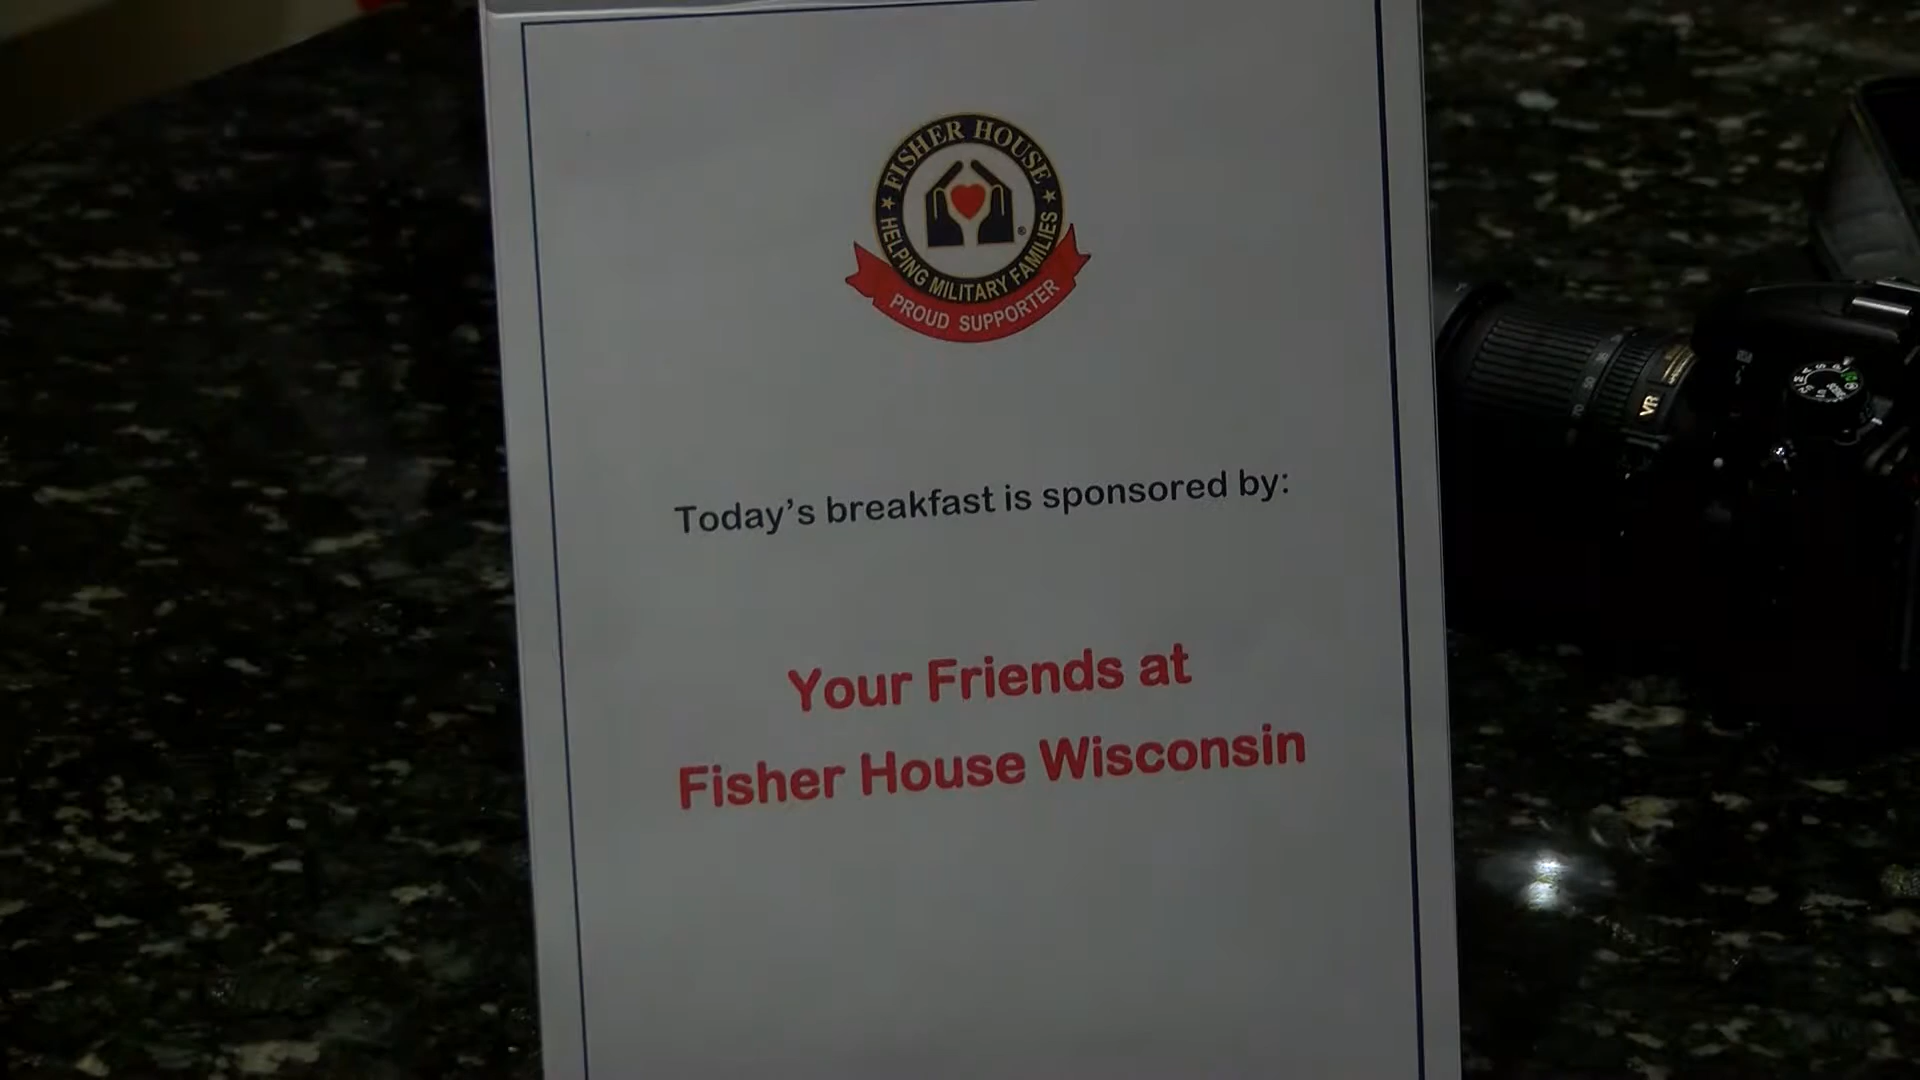 ★ FISHER HOUSE ★
HELPING MILITARY FAMILIES
®
PROUD SUPPORTER
Today's breakfast is sponsored by:
Your Friends at
Fisher House Wisconsin
VR